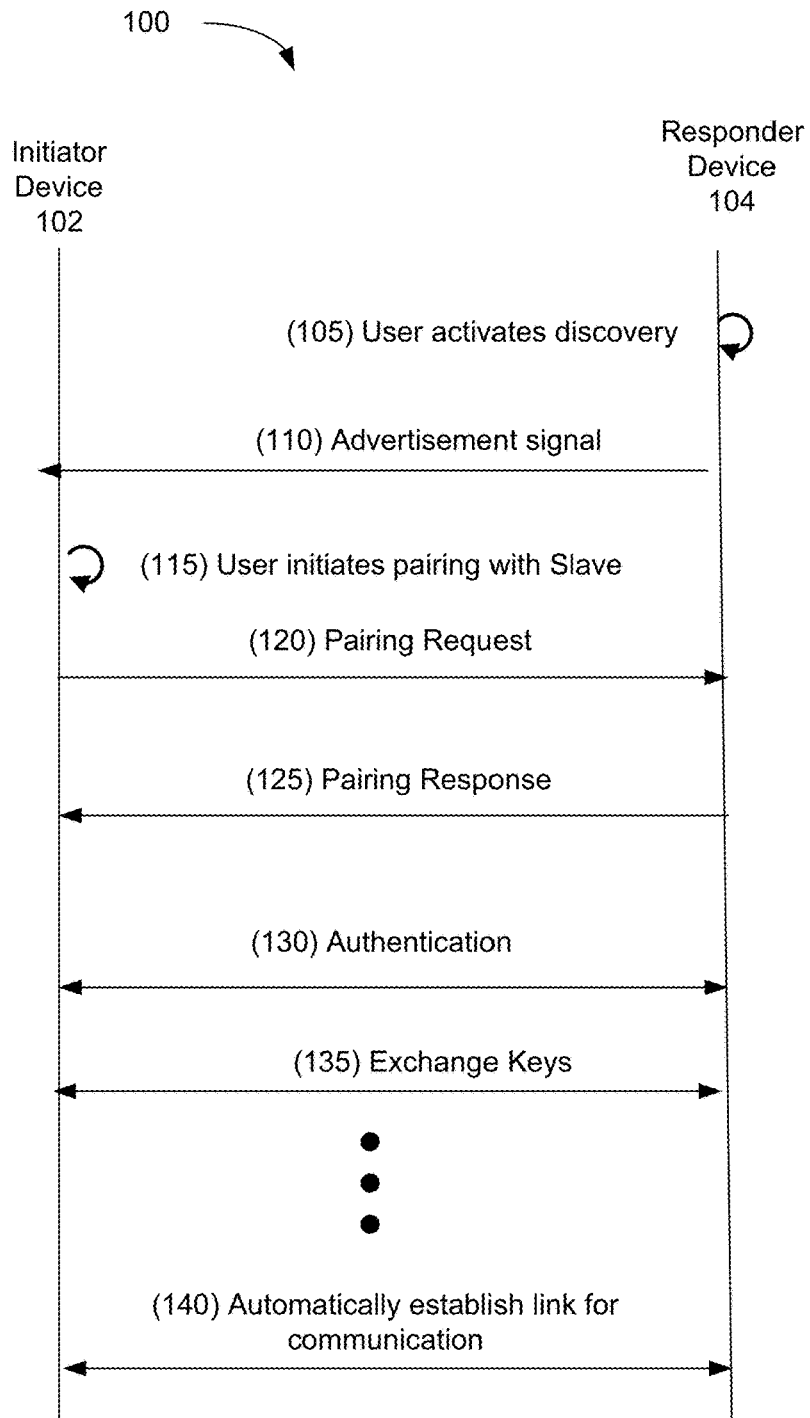 100
Initiator
Device
102
Responder
Device
104
(105) User activates discovery
(110) Advertisement signal
(115) User initiates pairing with Slave
(120) Pairing Request
(125) Pairing Response
(130) Authentication
(135) Exchange Keys
(140) Automatically establish link for
communication